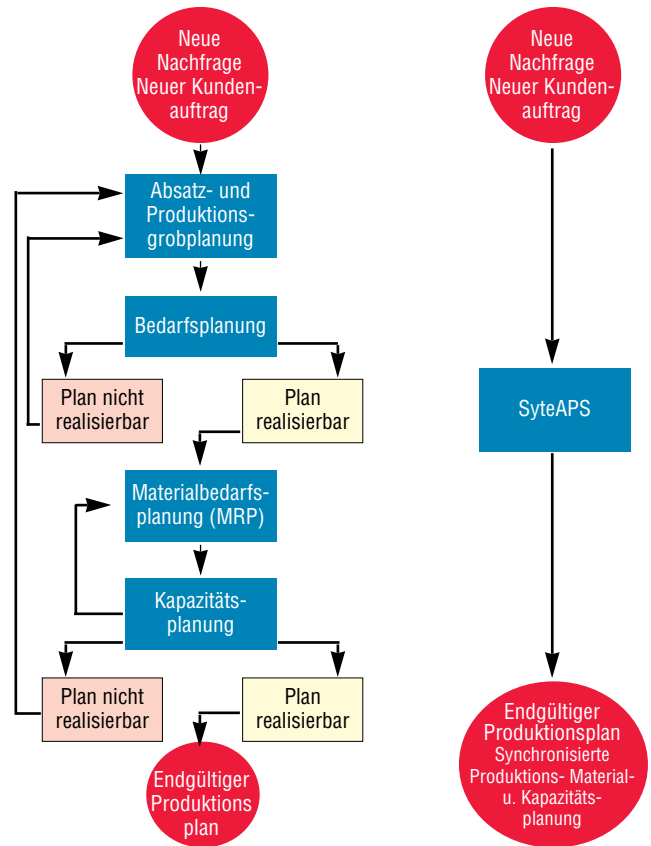 Neue
Nachfrage
Neuer Kunden-
auftrag
Absatz- und
Produktions-
grobplanung
Bedarfsplanung
Plan nicht
realisierbar
Plan
realisierbar
Materialbedarfs-
planung (MRP)
Kapazitäts-
planung
Plan nicht
realisierbar
Plan
realisierbar
Endgültiger
Produktions
plan
Neue
Nachfrage
Neuer Kunden-
auftrag
SyteAPS
Endgültiger
Produktionsplan
Synchronisierte
Produktions- Material-
u. Kapazitäts-
planung